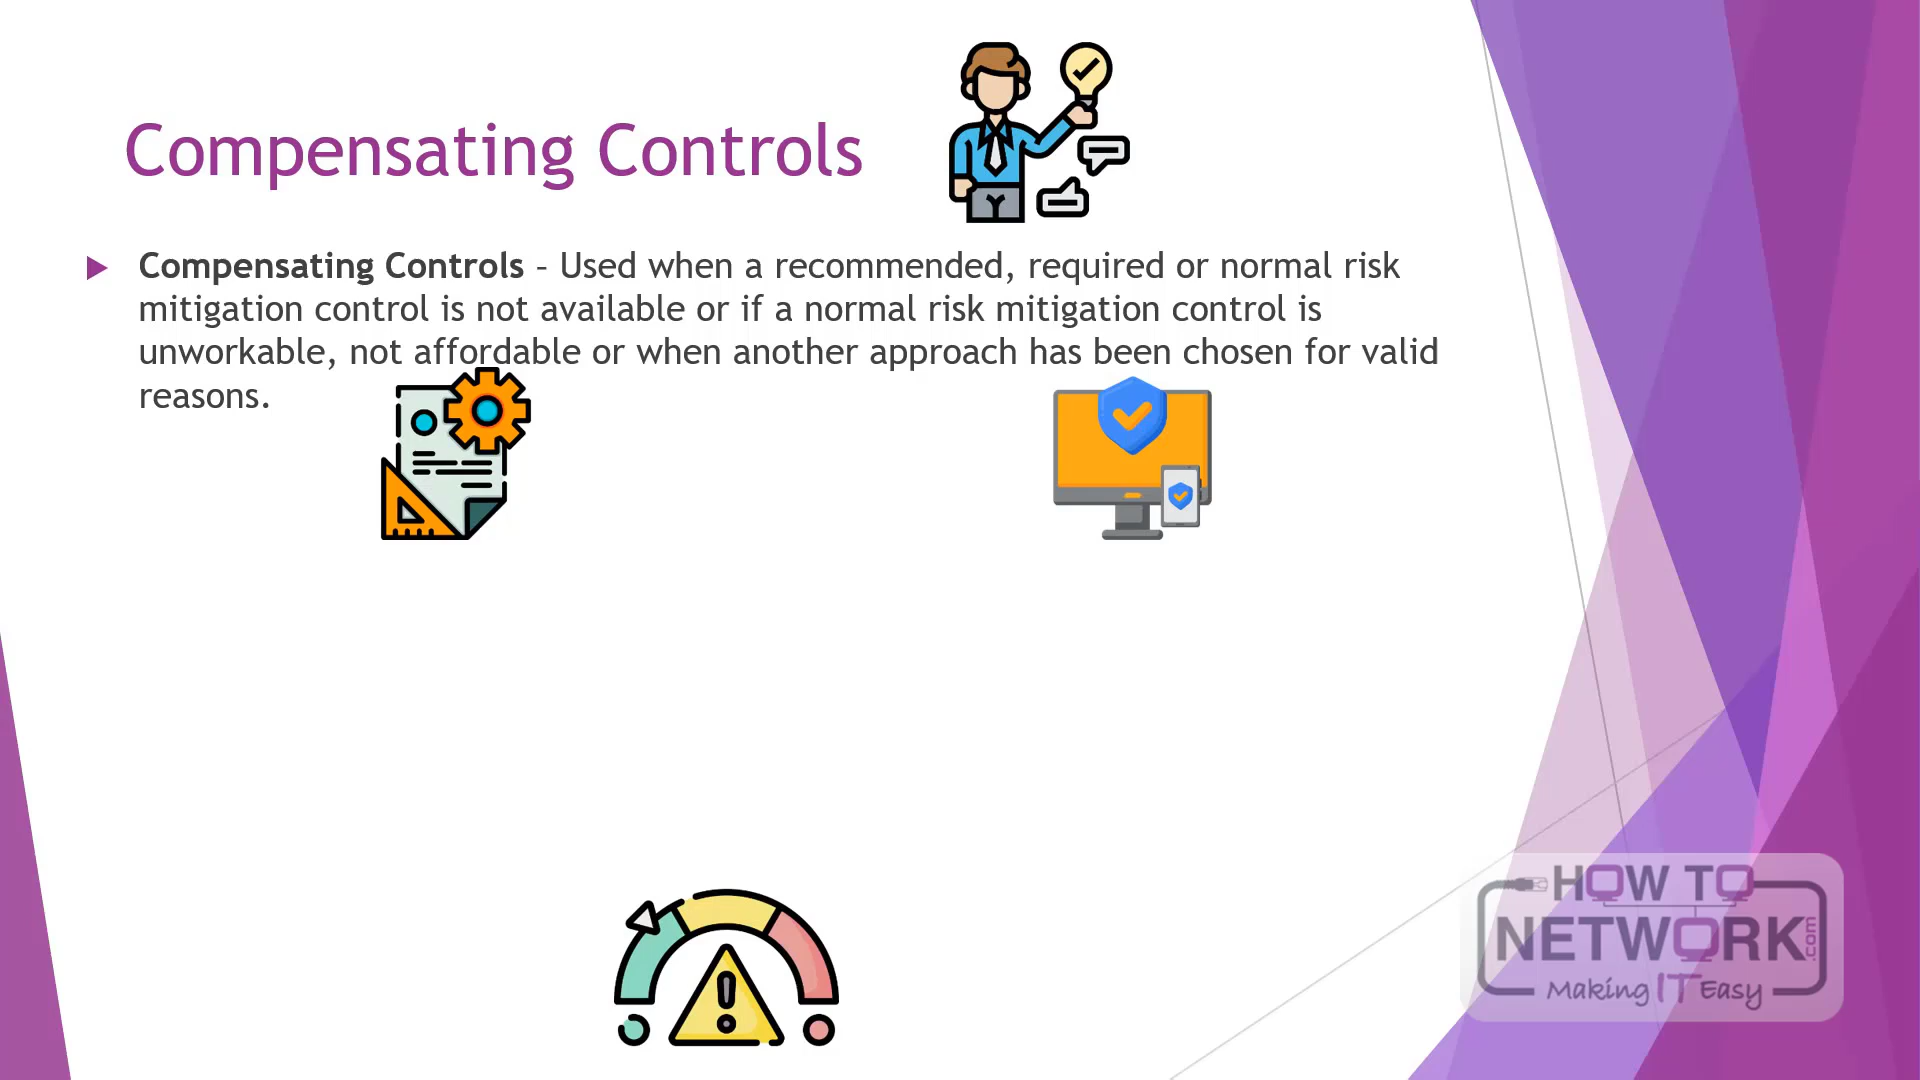 Compensating Controls
Compensating Controls – Used when a recommended, required or normal risk
mitigation control is not available or if a normal risk mitigation control is
unworkable, not affordable or when another approach has been chosen for valid
reasons.
HOW TO
NETWORK.com
Making IT Easy